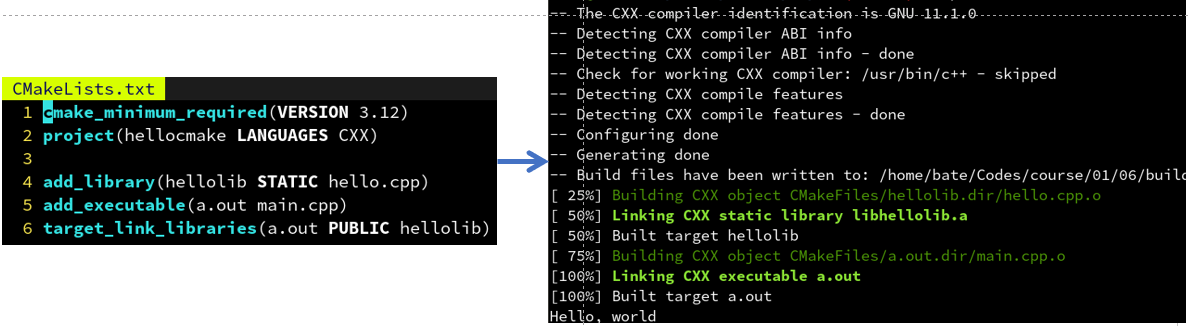 CMakeLists.txt
1 cmake_minimum_required(VERSION 3.12)
2 project(hellocmake LANGUAGES CXX)
3
4 add_library(hellolib STATIC hello.cpp)
5 add_executable(a.out main.cpp)
6 target_link_libraries(a.out PUBLIC hellolib)
-- The CXX compiler identification is GNU 11.1.0
-- Detecting CXX compiler ABI info
-- Detecting CXX compiler ABI info - done
-- Check for working CXX compiler: /usr/bin/c++ - skipped
-- Detecting CXX compile features
-- Detecting CXX compile features - done
-- Configuring done
-- Generating done
-- Build files have been written to: /home/bate/Codes/course/01/06/build
[ 25%] Building CXX object CMakeFiles/hellolib.dir/hello.cpp.o
[ 50%] Linking CXX static library libhellolib.a
[ 50%] Built target hellolib
[ 75%] Building CXX object CMakeFiles/a.out.dir/main.cpp.o
[100%] Linking CXX executable a.out
[100%] Built target a.out
Hello, world